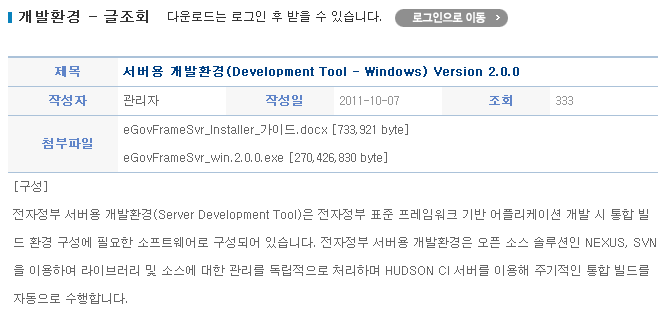 개발환경 - 글조회 다운로드는 로그인 후 받을 수 있습니다. 로그인으로 이동
제목 서버용 개발환경(Development Tool - Windows) Version 2.0.0
작성자 관리자 작성일 2011-10-07 조회 333
첨부파일 eGovFrameSvr_Installer_가이드.docx [733,921 byte]
eGovFrameSvr_win.2.0.0.exe [270,426,830 byte]
[구성]
전자정부 서버용 개발환경(Server Development Tool)은 전자정부 표준 프레임워크 기반 어플리케이션 개발 시 통합 빌
드 환경 구성에 필요한 소프트웨어로 구성되어 있습니다. 전자정부 서버용 개발환경은 오픈 소스 솔루션인 NEXUS, SVN
을 이용하여 라이브러리 및 소스에 대한 관리를 독립적으로 처리하며 HUDSON CI 서버를 이용해 주기적인 통합 빌드를
자동으로 수행합니다.